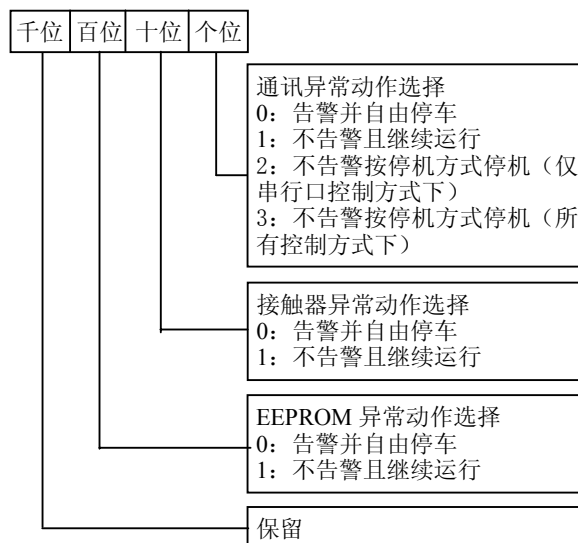 千位 百位 十位 个位
通讯异常动作选择
0：告警并自由停车
1：不告警且继续运行
2：不告警按停机方式停机（仅
串行口控制方式下）
3：不告警按停机方式停机（所
有控制方式下）
接触器异常动作选择
0：告警并自由停车
1：不告警且继续运行
EEPROM 异常动作选择
0：告警并自由停车
1：不告警且继续运行
保留